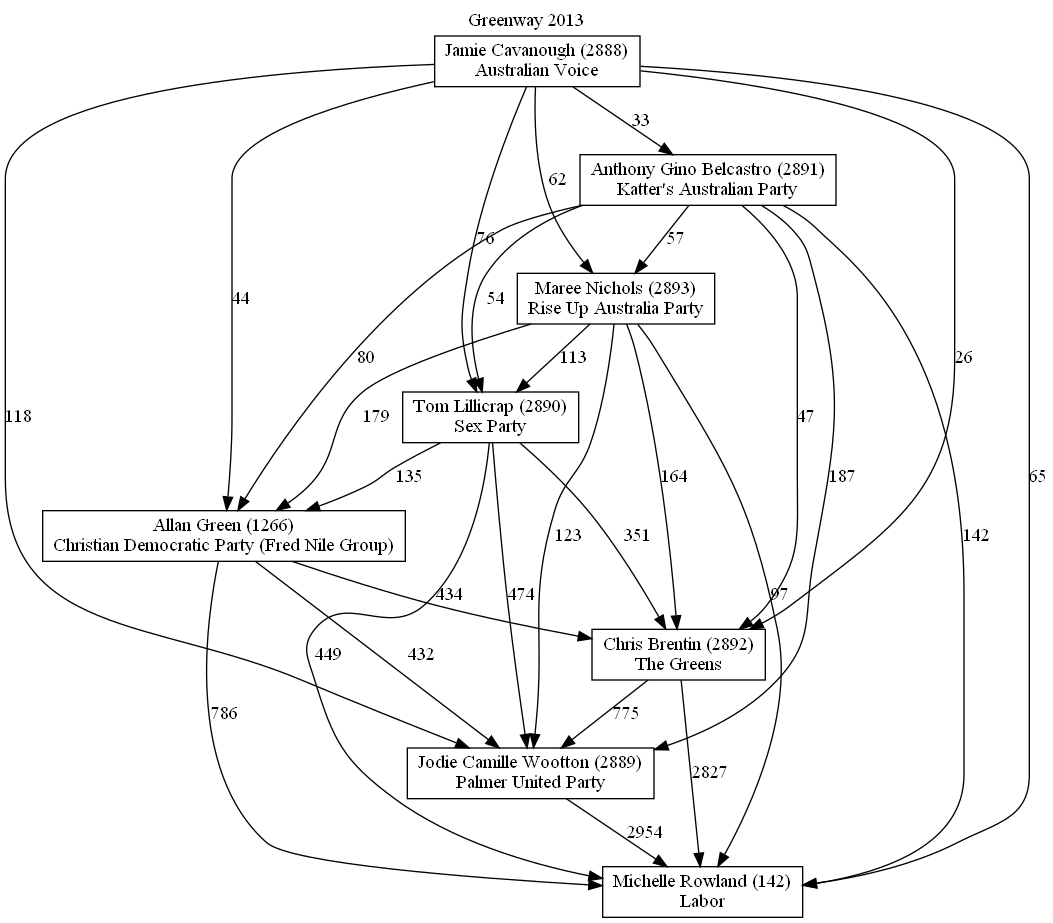 Greenway 2013
Jamie Cavanough (2888)
Australian Voice
33
Anthony Gino Belcastro (2891)
Katter's Australian Party
62
76
57
Maree Nichols (2893)
Rise Up Australia Party
44
54
80
113
26
Tom Lillicrap (2890)
Sex Party
118
179
47
135
164
187
65
Allan Green (1266)
Christian Democratic Party (Fred Nile Group)
123
351
142
434
474
97
Chris Brentin (2892)
The Greens
449
432
786
775
Jodie Camille Wootton (2889)
Palmer United Party
2827
2954
Michelle Rowland (142)
Labor